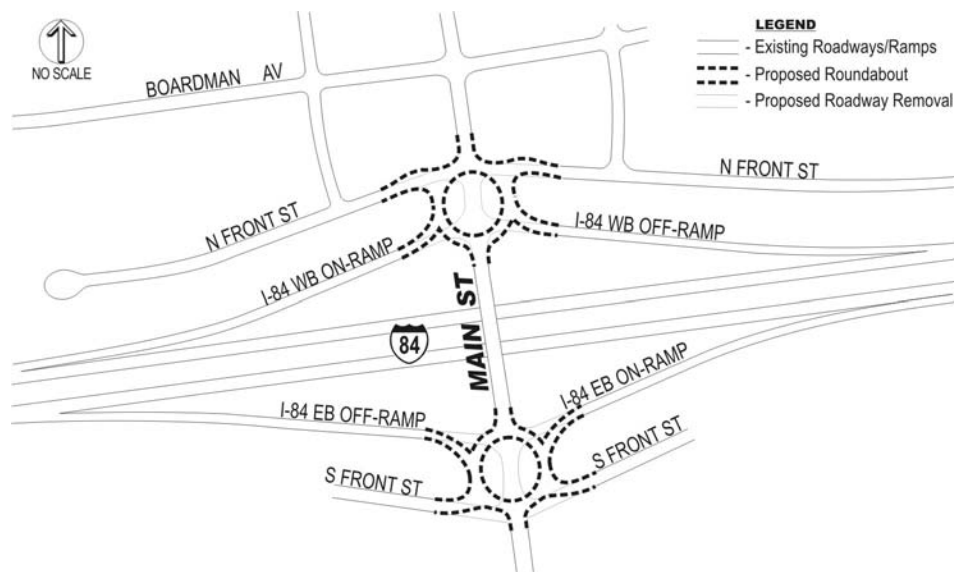 LEGEND
- Existing Roadways/Ramps
- Proposed Roundabout
- Proposed Roadway Removal
NO SCALE
BOARDMAN AV
N FRONT ST
N FRONT ST
I-84 WB OFF-RAMP
I-84 WB ON-RAMP
MAIN ST
84
I-84 EB ON-RAMP
I-84 EB OFF-RAMP
S FRONT ST
S FRONT ST